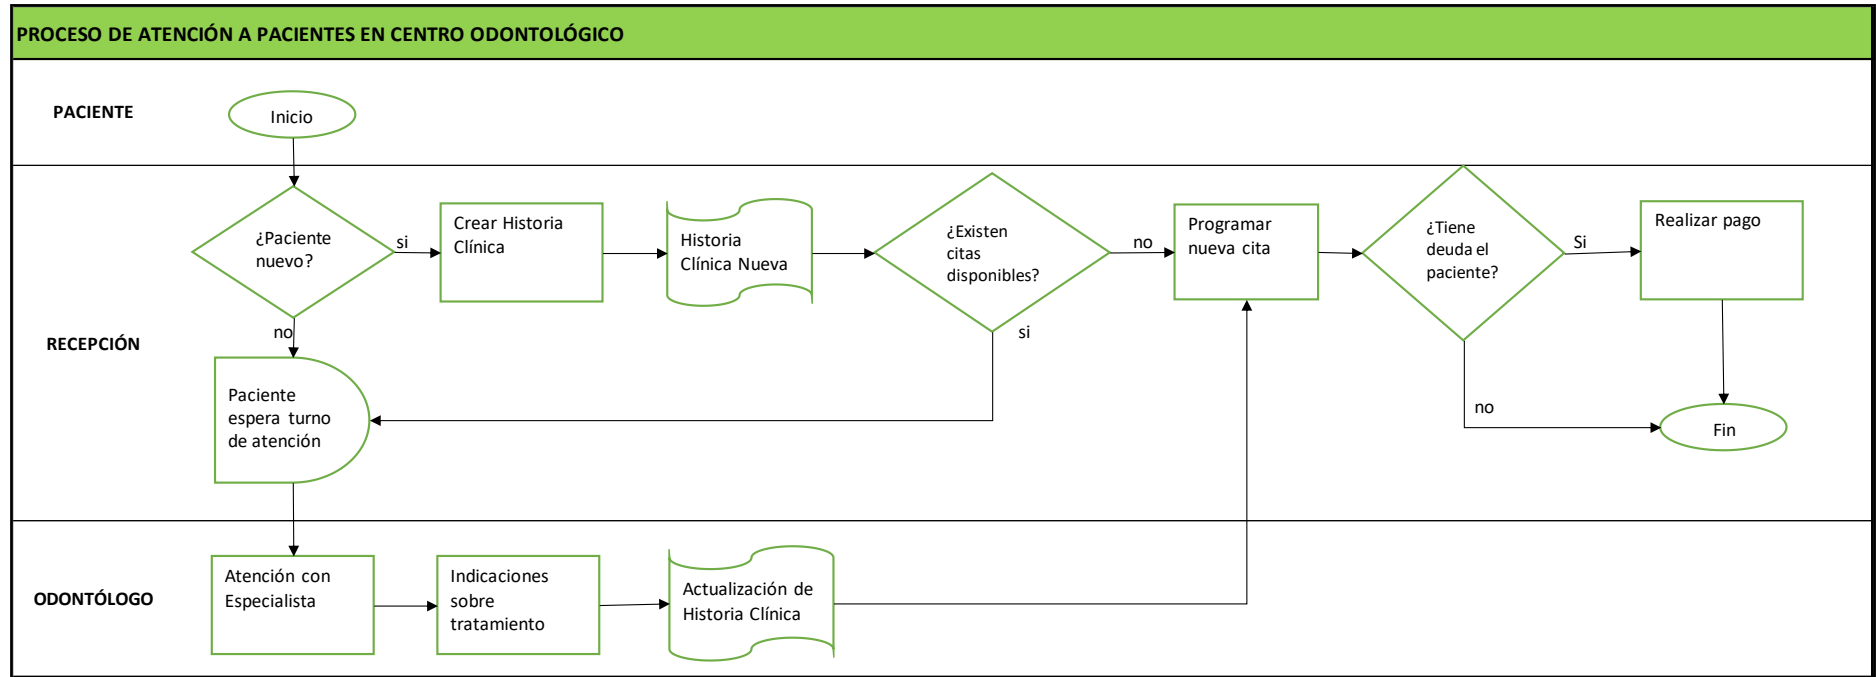 PROCESO DE ATENCIÓN A PACIENTES EN CENTRO ODONTOLÓGICO
PACIENTE
Inicio
RECEPCIÓN
¿Paciente
nuevo?
si
no
Crear Historia
Clínica
Historia
Clínica Nueva
¿Existen
citas
disponibles?
no
si
Programar
nueva cita
¿Tiene
deuda el
paciente?
Si
no
Realizar pago
Fin
Paciente
espera turno
de atención
ODONTÓLOGO
Atención con
Especialista
Indicaciones
sobre
tratamiento
Actualización de
Historia Clínica